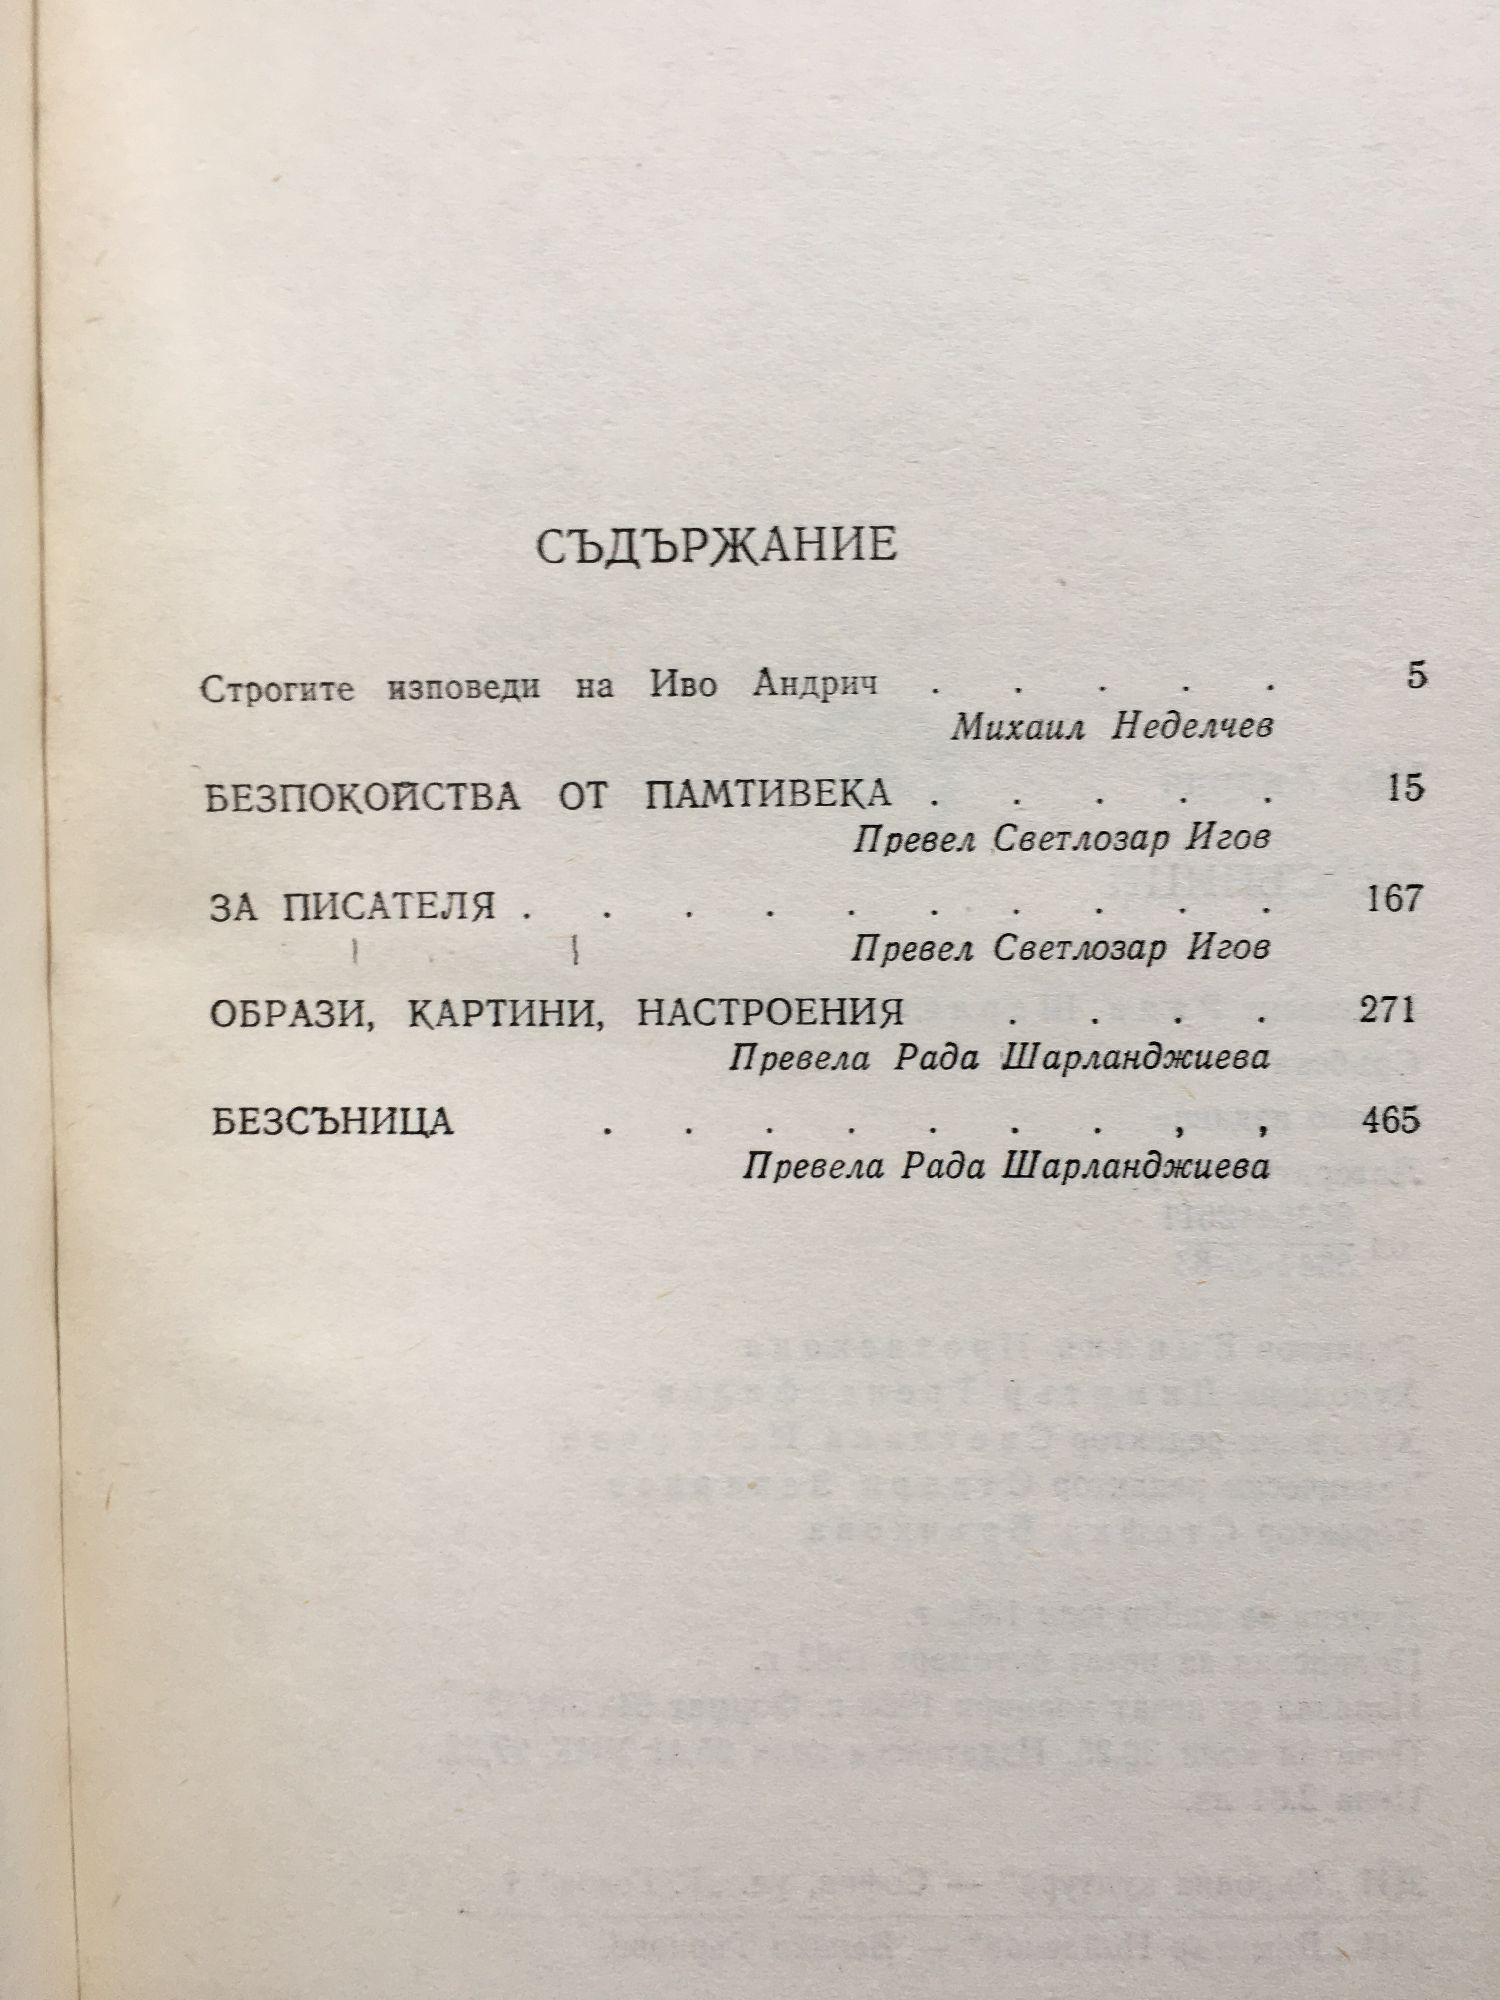 СЪДЪРЖАНИЕ
Строгите изповеди на Иво Андрич . . . . . 5
Михаил Неделчев
БЕЗПОКОЙСТВА ОТ ПАМТИВЕКА . . . . . 15
Превел Светлозар Игов
ЗА ПИСАТЕЛЯ . . . . . . . . . . 167
Превел Светлозар Игов
ОБРАЗИ, КАРТИНИ, НАСТРОЕНИЯ . . . . 271
Превела Рада Шарланджиева
БЕЗСЪНИЦА . . . . . . . , , 465
Превела Рада Шарланджиева